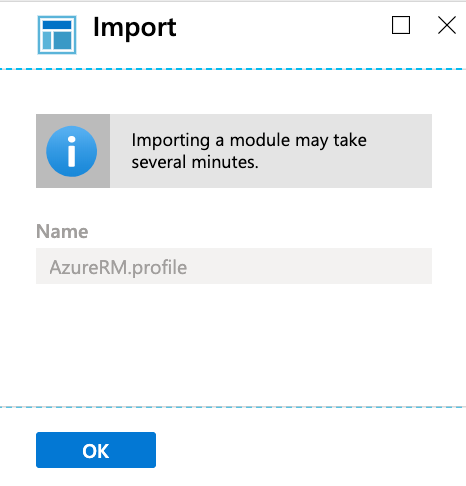 Import
Importing a module may take
several minutes.
Name
AzureRM.profile
OK